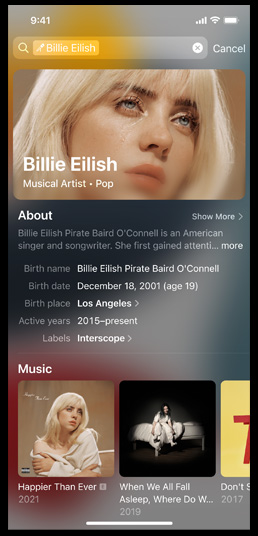 9:41
Billie Eilish
Cancel
Billie Eilish
Musical Artist • Pop
About
Show More >
Billie Eilish Pirate Baird O'Connell is an American
singer and songwriter. She first gained attenti... more
Birth name Billie Eilish Pirate Baird O'Connell
Birth date December 18, 2001 (age 19)
Birth place Los Angeles >
Active years 2015–present
Labels Interscope >
Music
Happier Than Ever E
2021
When We All Fall
Asleep, Where Do W...
2019
Don't S
2017